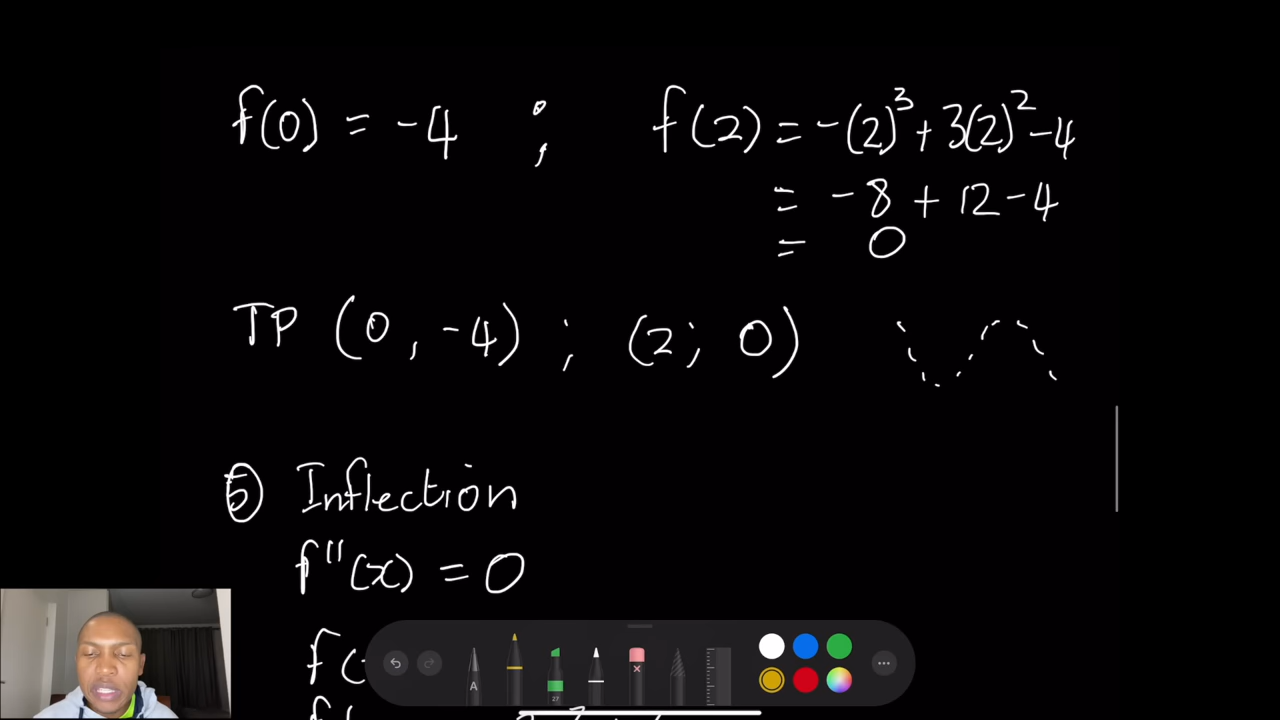 f(0) = -4 ; f(2) = -(2)³ + 3(2)² - 4
= -8 + 12 - 4
= 0
TP (0, -4) ; (2; 0)
⑤ Inflection
f''(x) = 0
f(
A
27